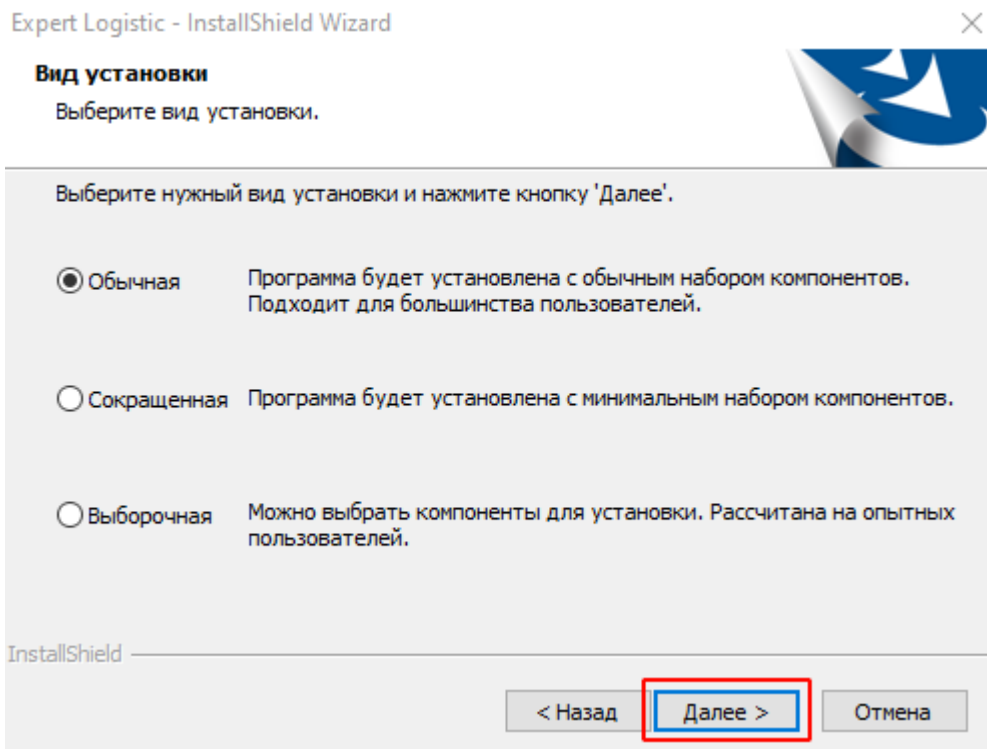 Expert Logistic - InstallShield Wizard
Вид установки
Выберите вид установки.
Выберите нужный вид установки и нажмите кнопку 'Далее'.
Обычная
Программа будет установлена с обычным набором компонентов.
Подходит для большинства пользователей.
Сокращенная
Программа будет установлена с минимальным набором компонентов.
Выборочная
Можно выбрать компоненты для установки. Рассчитана на опытных
пользователей.
InstallShield
< Назад
Далее >
Отмена